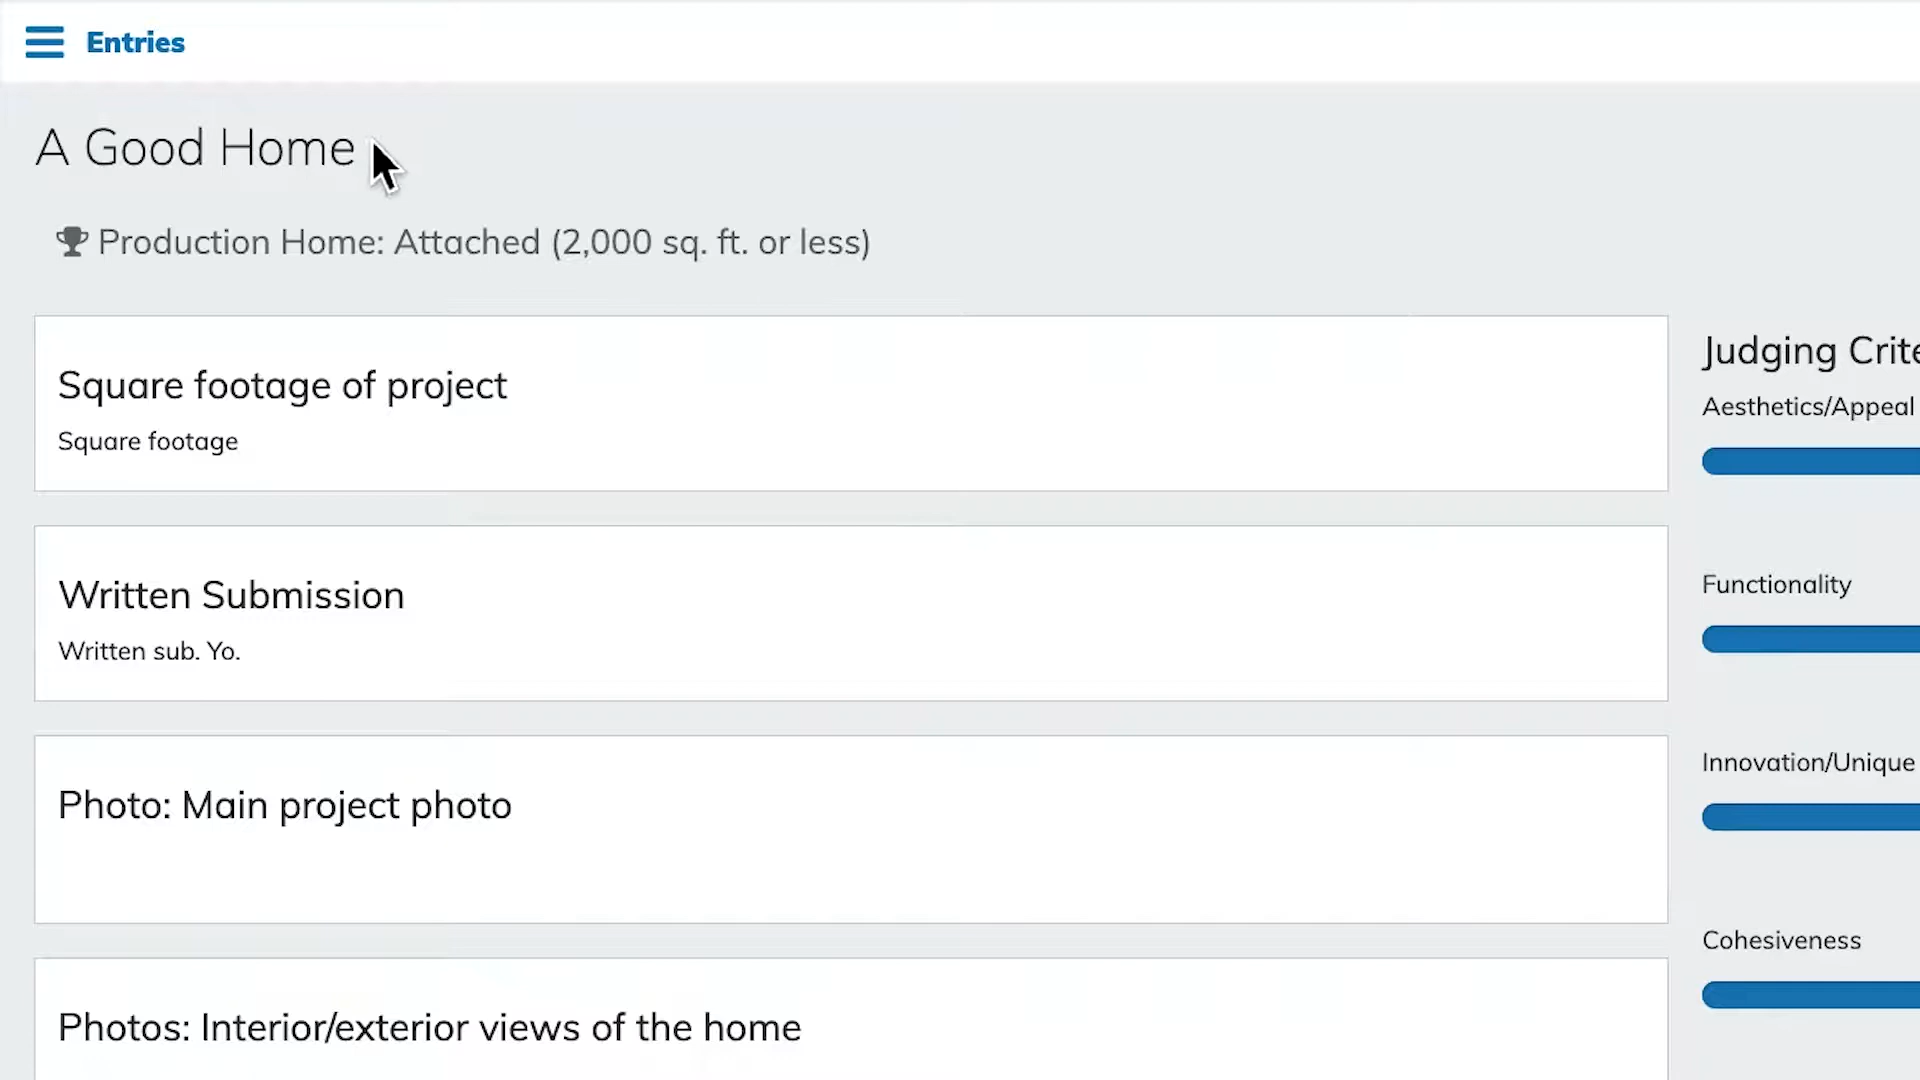 Entries
A Good Home
Production Home: Attached (2,000 sq. ft. or less)
Square footage of project
Square footage
Written Submission
Written sub. Yo.
Photo: Main project photo
Photos: Interior/exterior views of the home
Judging Crite
Aesthetics/Appeal
Functionality
Innovation/Unique
Cohesiveness